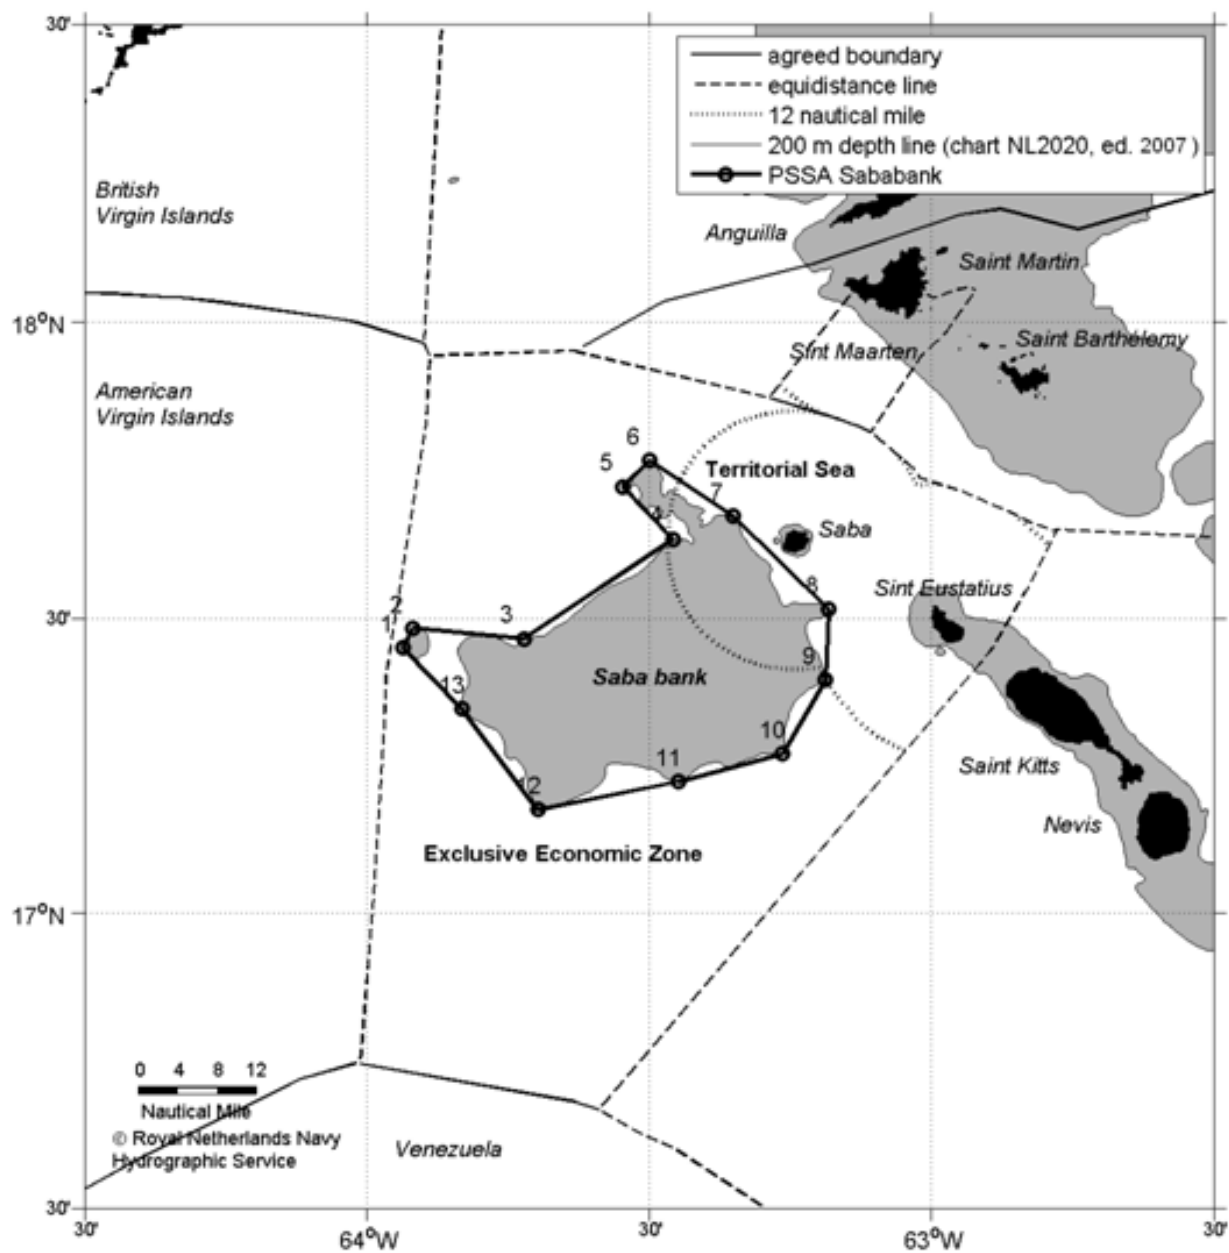 30'
agreed boundary
equidistance line
12 nautical mile
200 m depth line (chart NL2020, ed. 2007 )
PSSA Sababank
British
Virgin Islands
Anguilla
Saint Martin
18°N
Sint Maarten
Saint Barthélemy
American
Virgin Islands
6
5
Territorial Sea
7
4
Saba
8
Sint Eustatius
30'
2
1
3
9
Saba bank
13
10
11
Saint Kitts
12
Nevis
Exclusive Economic Zone
17°N
0 4 8 12
Nautical Mile
© Royal Netherlands Navy
Hydrographic Service
Venezuela
30'
30' 64°W 30' 63°W 30'